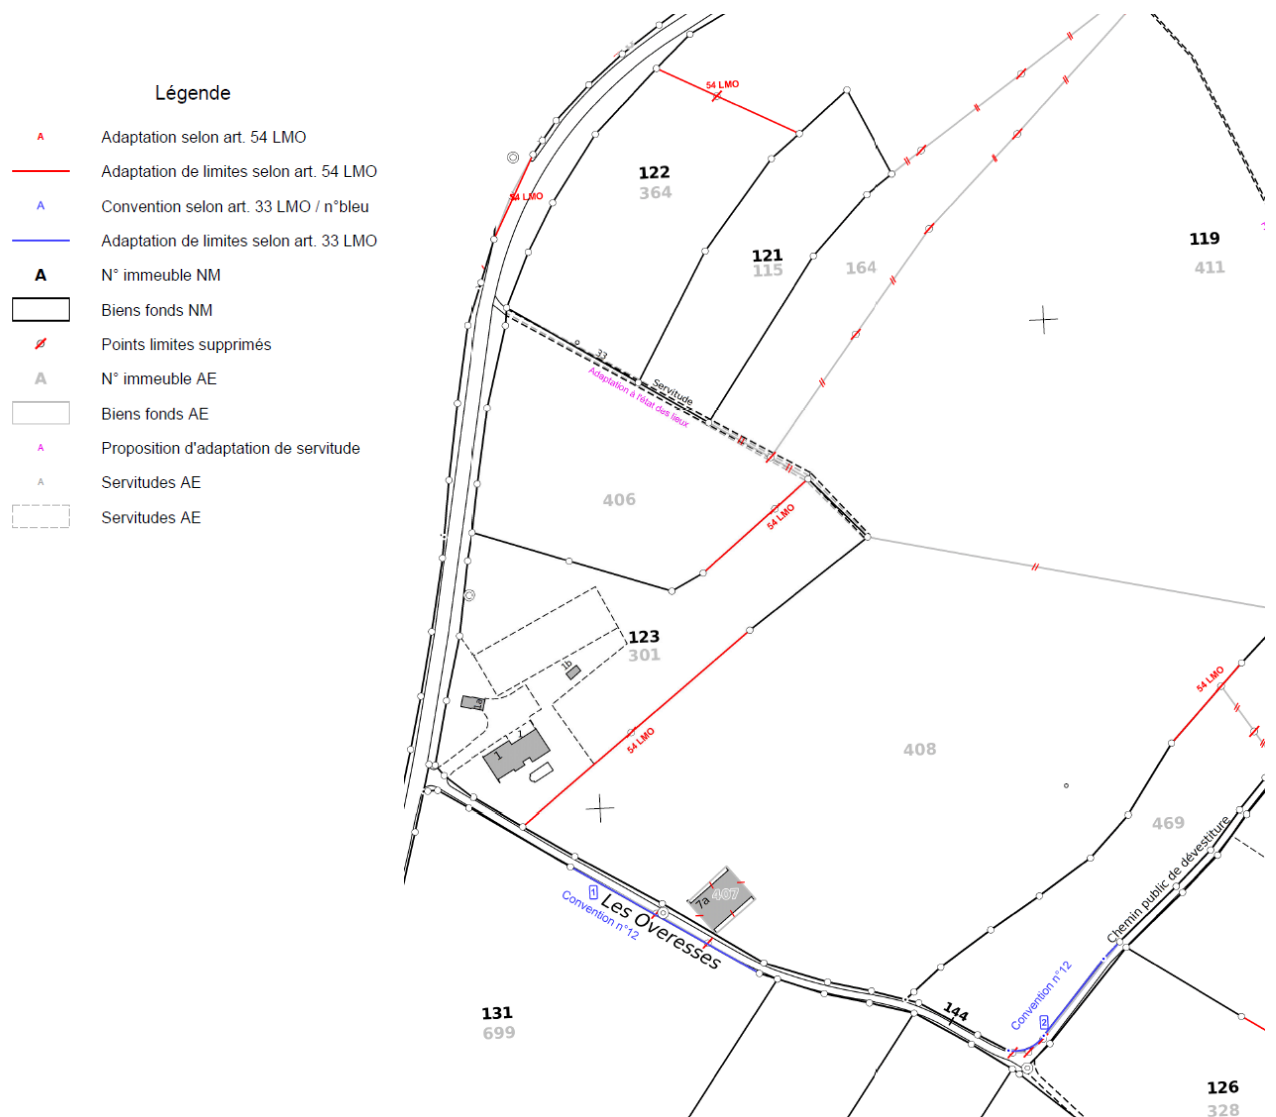 Légende
A Adaptation selon art. 54 LMO
Adaptation de limites selon art. 54 LMO
A Convention selon art. 33 LMO / n°bleu
Adaptation de limites selon art. 33 LMO
A N° immeuble NM
Biens fonds NM
Points limites supprimés
A N° immeuble AE
Biens fonds AE
A Proposition d'adaptation de servitude
A Servitudes AE
Servitudes AE
54 LMO
122
364
54 LMO
121
115
164
119
411
33
Servitude
Adaptation à l'état des lieux
406
54 LMO
123
301
1b
54 LMO
1
408
54 LMO
469
Chemin public de dévestiture
407
7a
1
Convention n°12
Les Overesses
Convention n°12
2
144
131
699
126
328